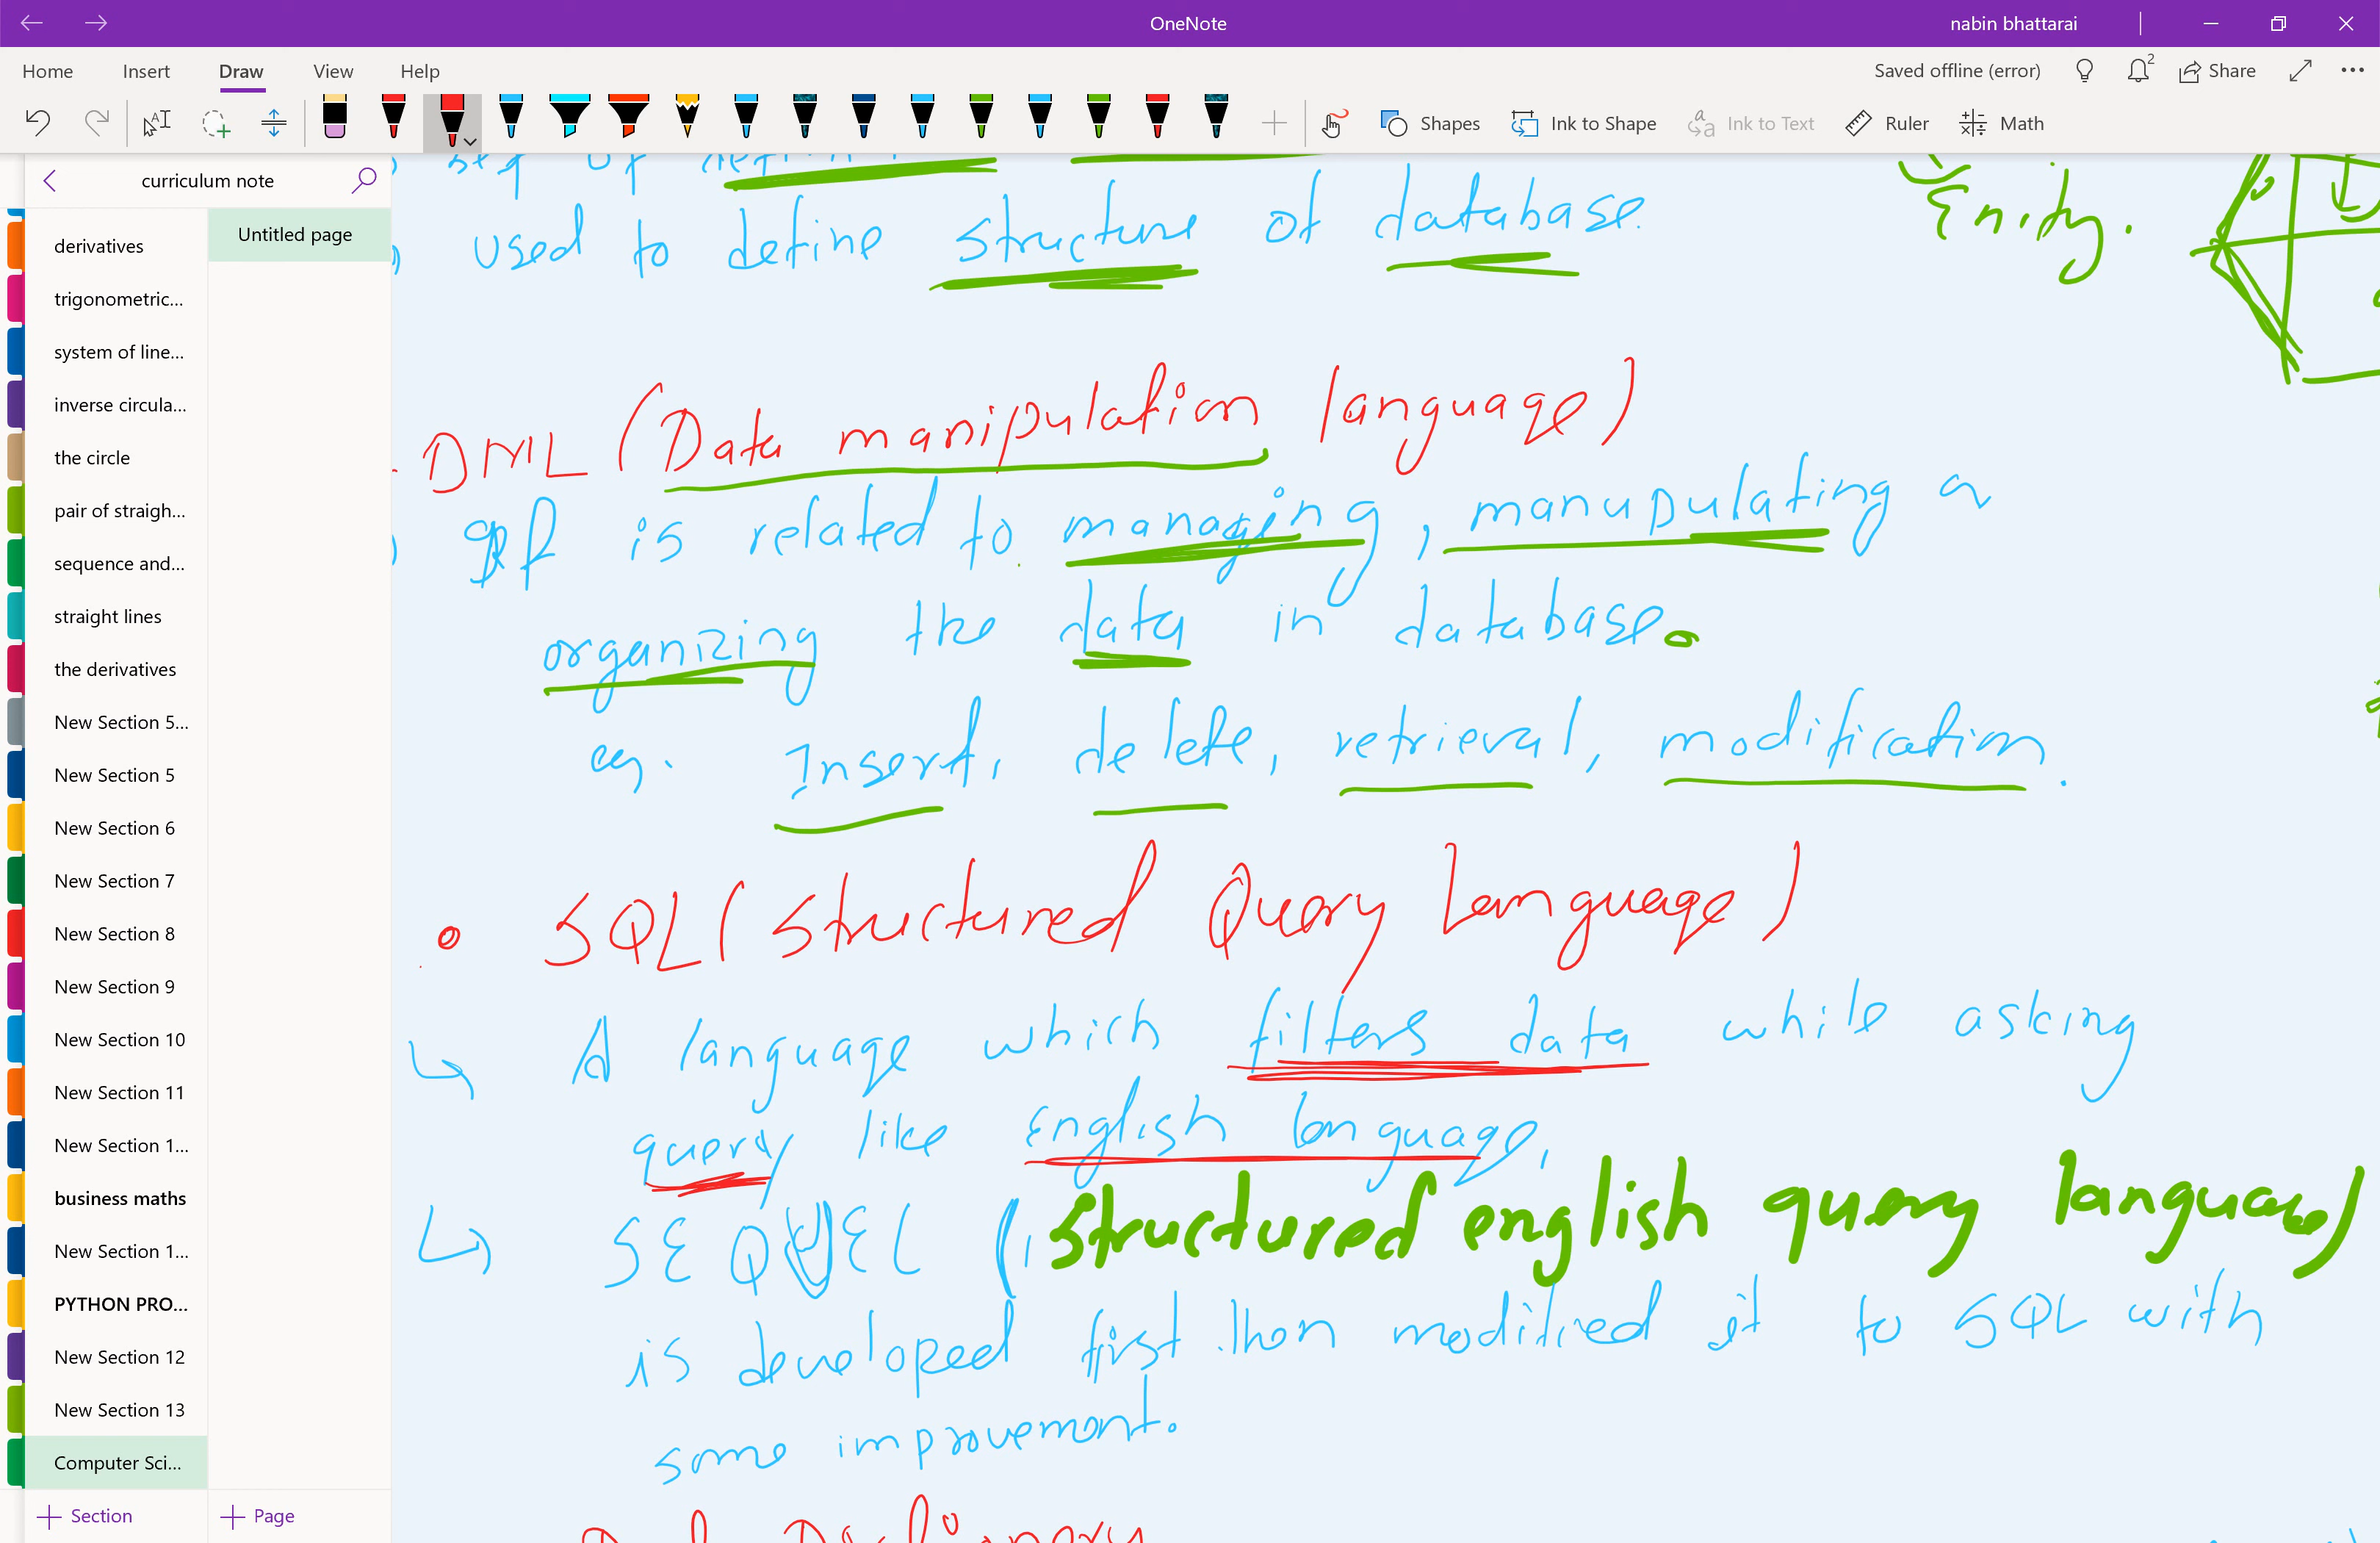 OneNote
nabin bhattarai
Home Insert Draw View Help
Saved offline (error)
2
Share
Shapes
Ink to Shape
Ink to Text
Ruler
Math
curriculum note
derivatives
trigonometric...
system of line...
inverse circula...
the circle
pair of straigh...
sequence and...
straight lines
the derivatives
New Section 5...
New Section 5
New Section 6
New Section 7
New Section 8
New Section 9
New Section 10
New Section 11
New Section 1...
business maths
New Section 1...
PYTHON PRO...
New Section 12
New Section 13
Computer Sci...
Section
Untitled page
Page
set of
used to define structure of database.
Enity.
DML (Data manipulation language)
is related to managing, manupulating a
organizing the data in database.
eg. Insert, delete, retrieval, modification.
SQL (Structured Query language)
A language which filters data while asking
query like English language,
SEQUEL (structured english query language)
is developed first then modified it to SQL with
some improvement.